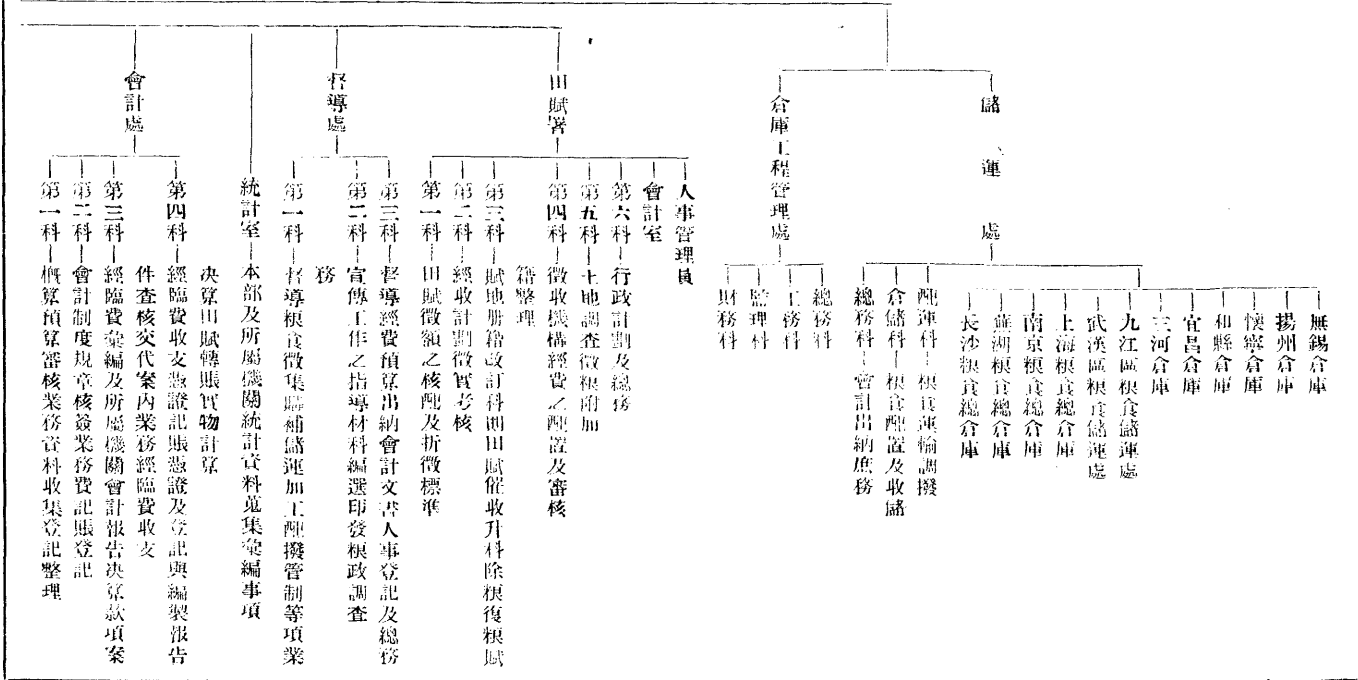 儲運處
無錫倉庫
揚州倉庫
懷寧倉庫
和縣倉庫
宜昌倉庫
三河倉庫
九江區糧食儲運處
武漢區糧食儲運處
上海糧食總倉庫
南京糧食總倉庫
蕪湖糧食總倉庫
長沙糧食總倉庫
配運科—糧食運輸調撥
倉儲科—糧食配置及收儲
總務科—會計出納庶務
倉庫工程管理處
總務科
工務科
監理科
財務科
田賦署
人事管理員
會計室
第六科—行政計劃及總務
第五科—土地調查徵糧附加
第四科—徵收機構經費之配置及審核
第三科—賦地册籍改訂科則田賦催收升科除糧復糧賦
籍整理
第二科—經收計劃徵實考核
第一科—田賦徵額之核配及折徵標準
督導處
第三科—督導經費預算出納會計文書人事登記及總務
第二科—宣傳工作之指導材料編選印發糧政調查
第一科—督導糧食徵集購補儲運加工配撥管制等項業
務
統計室—本部及所屬機關統計資料蒐集彙編事項
會計處
第四科—經臨費收支憑證記賬憑證及登記與編製報告
決算田賦轉賬實物計算
第三科—經臨費彙編及所屬機關會計報告決算款項案
件查核交代案內業務經臨費收支
第二科—會計制度規章核簽業務費記賬登記
第一科—概算預算審核業務資料收集登記整理